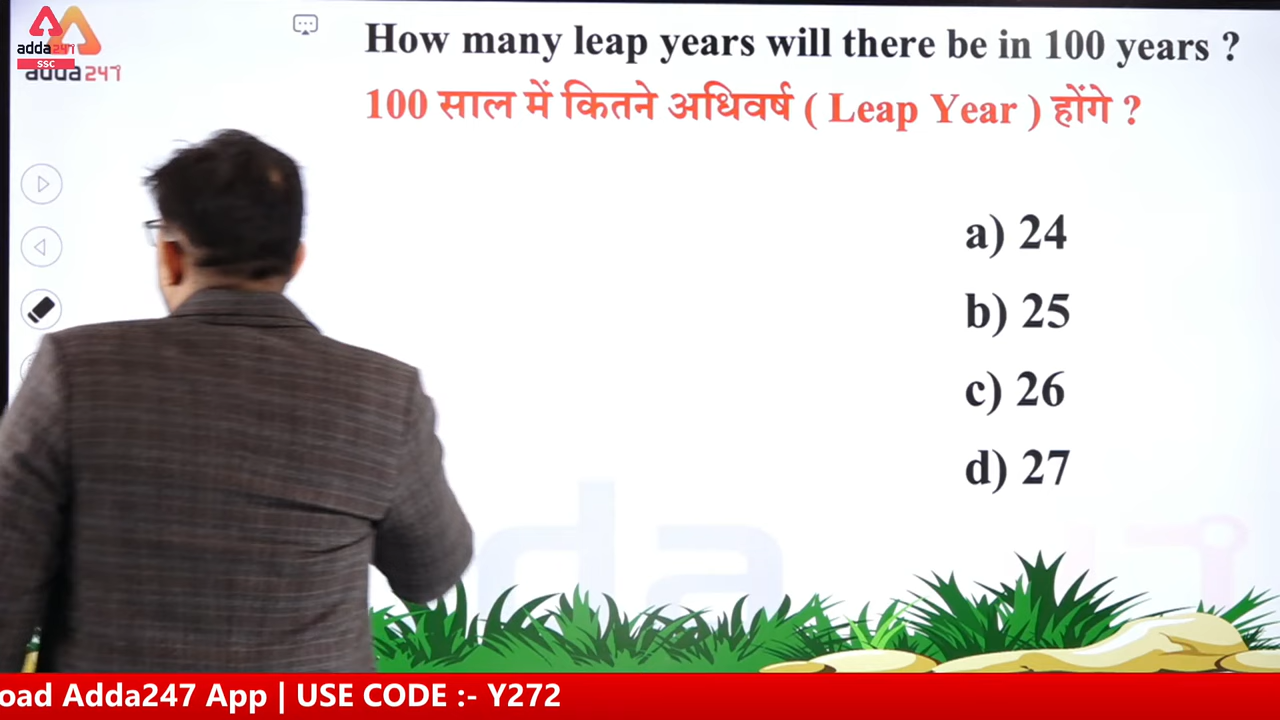 adda247
SSC
adda247
How many leap years will there be in 100 years ?
100 साल में कितने अधिवर्ष ( Leap Year ) होंगे ?
a) 24
b) 25
c) 26
d) 27
oad Adda247 App | USE CODE :- Y272